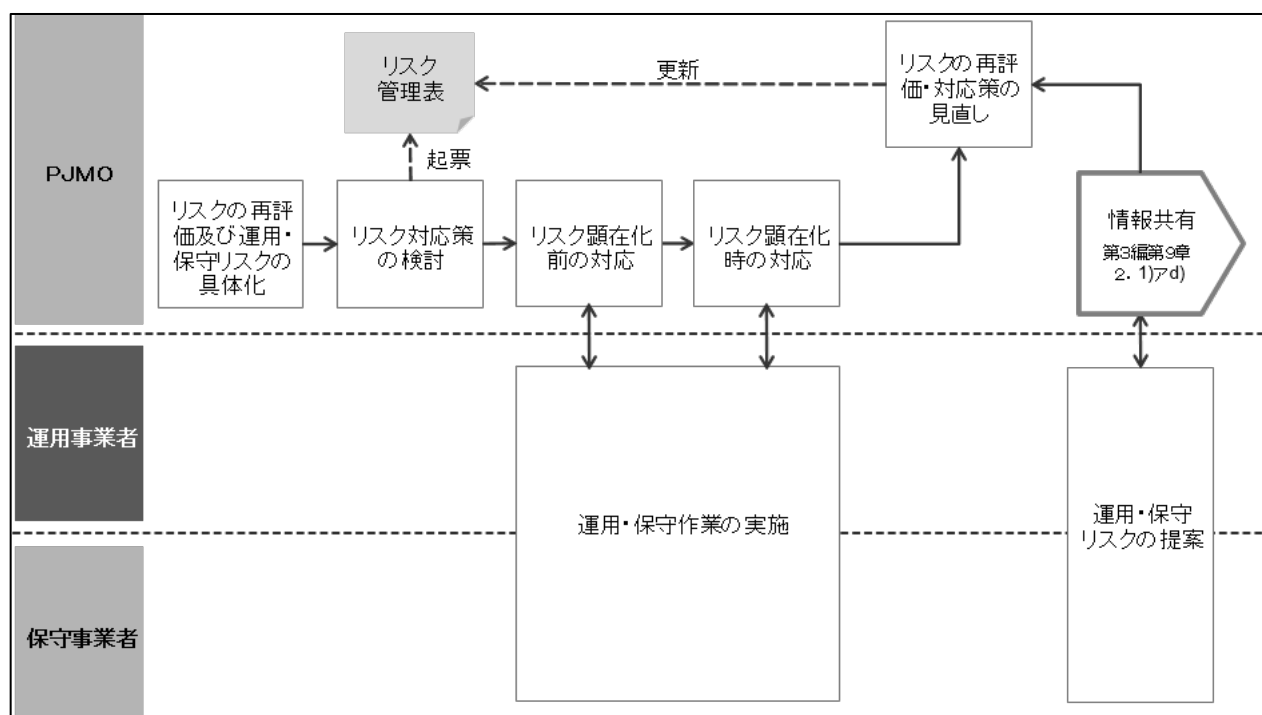 PJMO
リスク
管理表
更新
リスクの再評
価・対応策の
見直し
起票
リスクの再評
価及び運用・
保守リスクの
具体化
リスク対応策
の検討
リスク顕在化
前の対応
リスク顕在化
時の対応
情報共有
第3編第9章
2．1)アd)
運用事業者
運用・保守作業の実施
運用・保守
リスクの提案
保守事業者